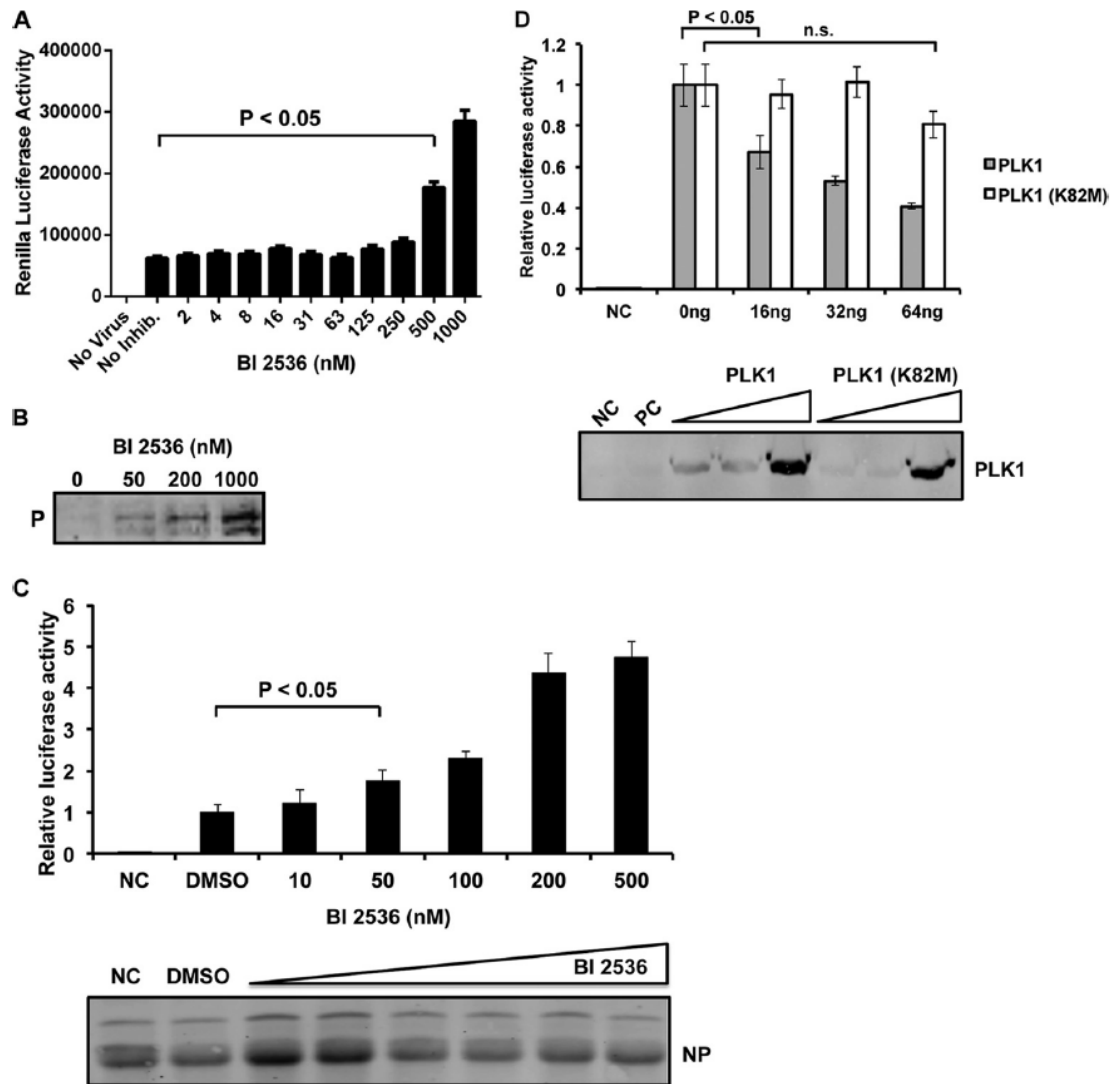 A
Renilla Luciferase Activity
400000
300000
200000
100000
0
P < 0.05
No Virus
No Inhib.
2
4
8
16
31
63
125
250
500
1000
BI 2536 (nM)
B
BI 2536 (nM)
0 50 200 1000
P
C
Relative luciferase activity
6
5
4
3
2
1
0
P < 0.05
NC DMSO 10 50 100 200 500
BI 2536 (nM)
NC DMSO BI 2536
NP
D
Relative luciferase activity
P < 0.05
n.s.
1.2
1
0.8
0.6
0.4
0.2
0
PLK1
PLK1 (K82M)
NC 0ng 16ng 32ng 64ng
NC PC PLK1 PLK1 (K82M)
PLK1